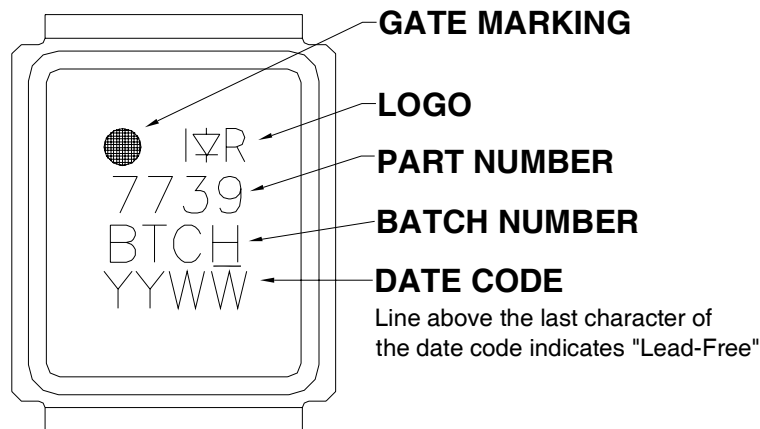 GATE MARKING
LOGO
PART NUMBER
BATCH NUMBER
DATE CODE
Line above the last character of
the date code indicates "Lead-Free"
I R
7739
BTCH
YYWW